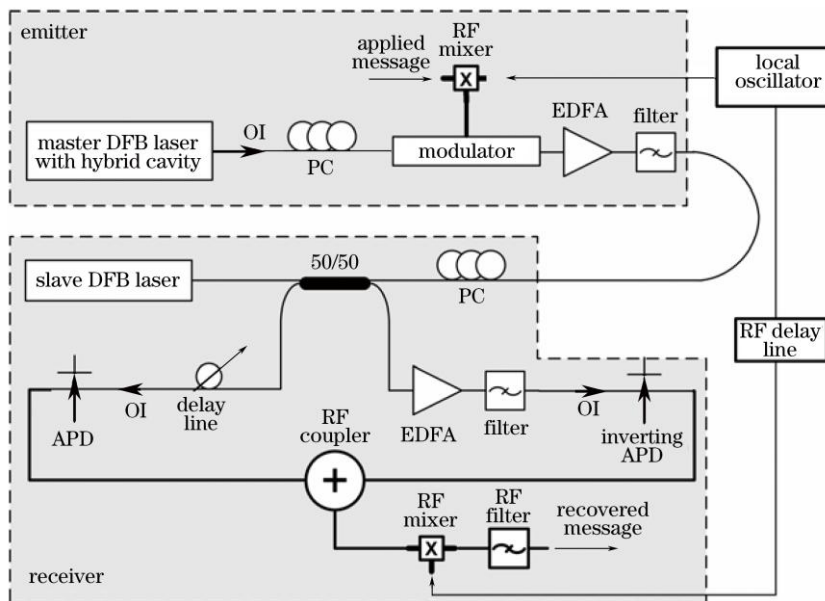 emitter
applied
message
RF
mixer
local
oscillator
master DFB laser
with hybrid cavity
OI
PC
modulator
EDFA
filter
slave DFB laser
50/50
PC
RF delay
line
APD
OI
delay
line
RF
coupler
EDFA
filter
OI
inverting
APD
RF
mixer
RF
filter
recovered
message
receiver
X
+
X